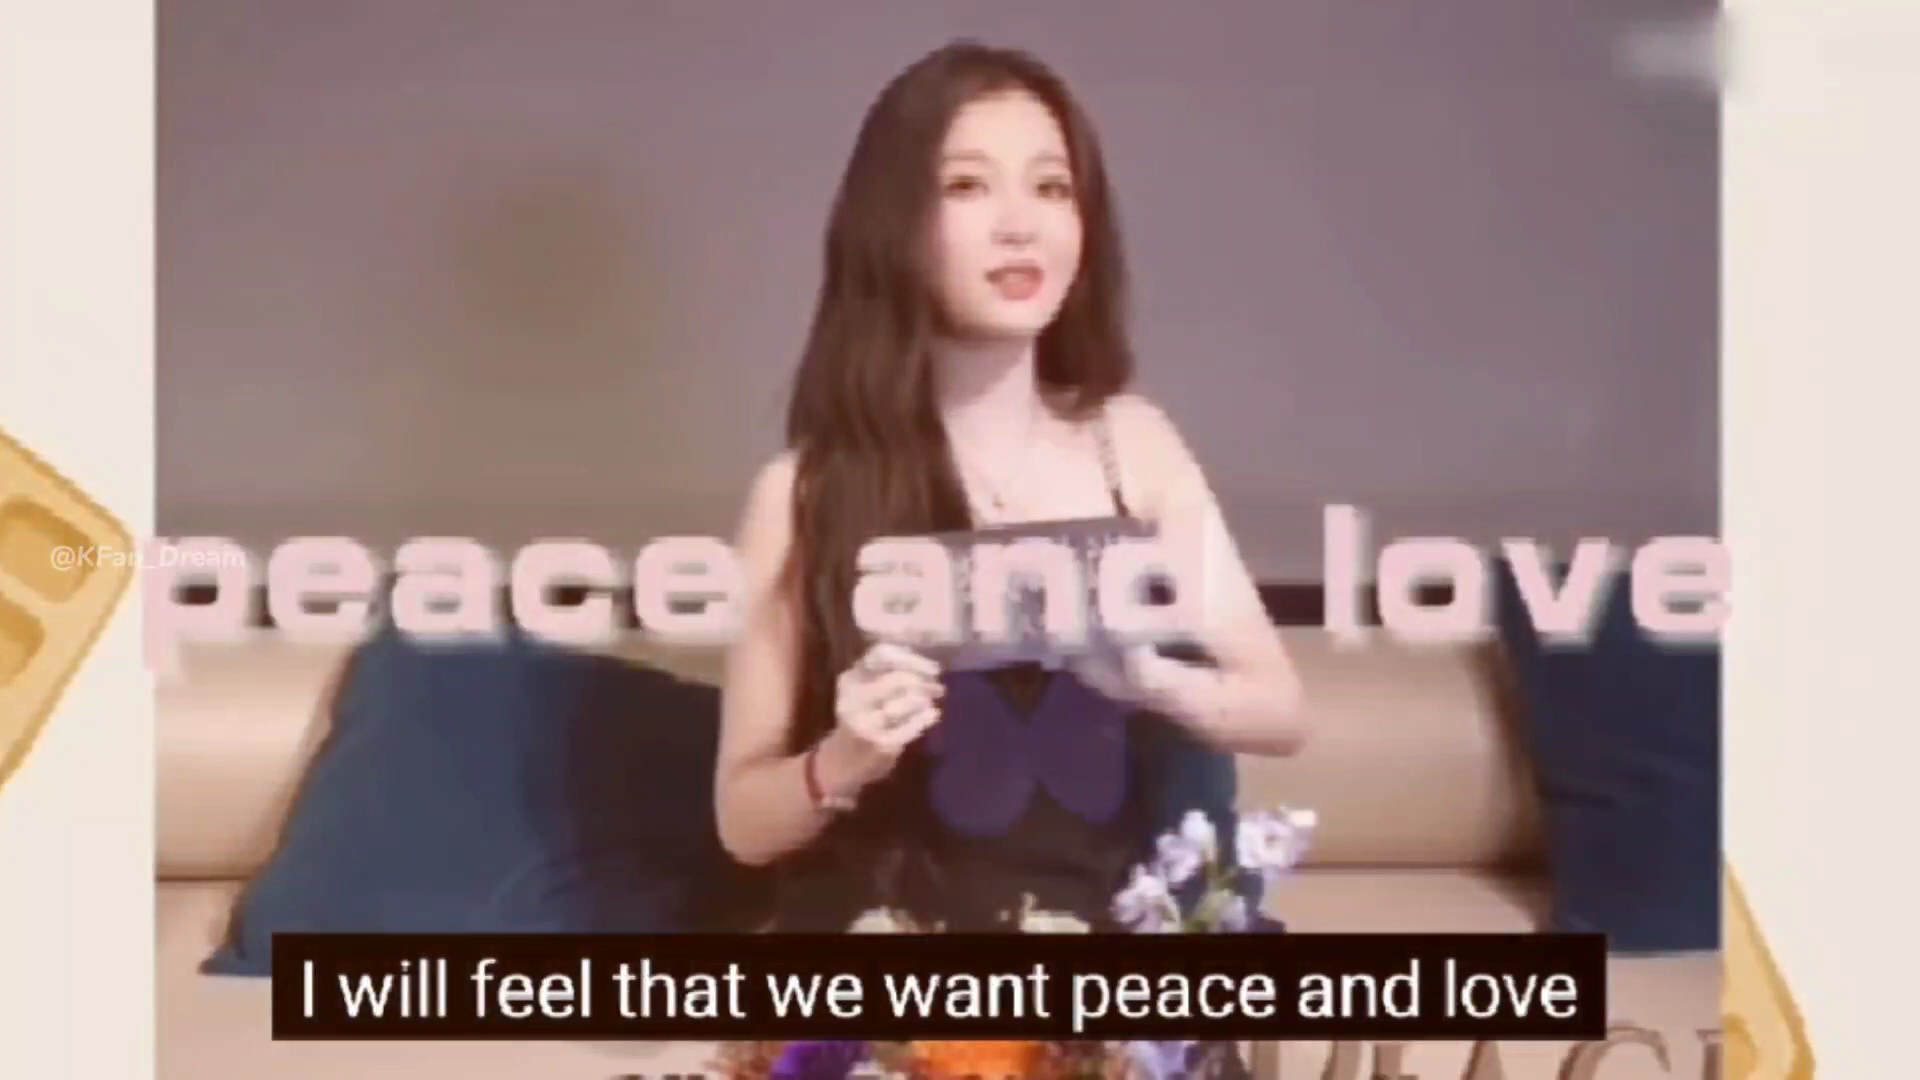 @KFan_Dream
peace and love
I will feel that we want peace and love